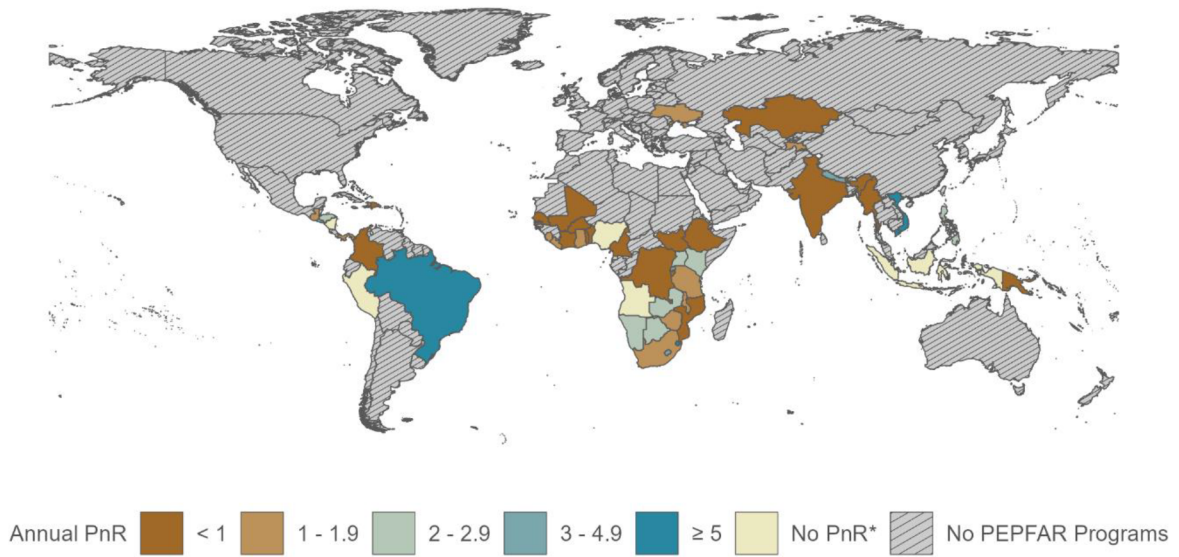 Annual PnR < 1 1 - 1.9 2 - 2.9 3 - 4.9 ≥ 5 No PnR* No PEPFAR Programs